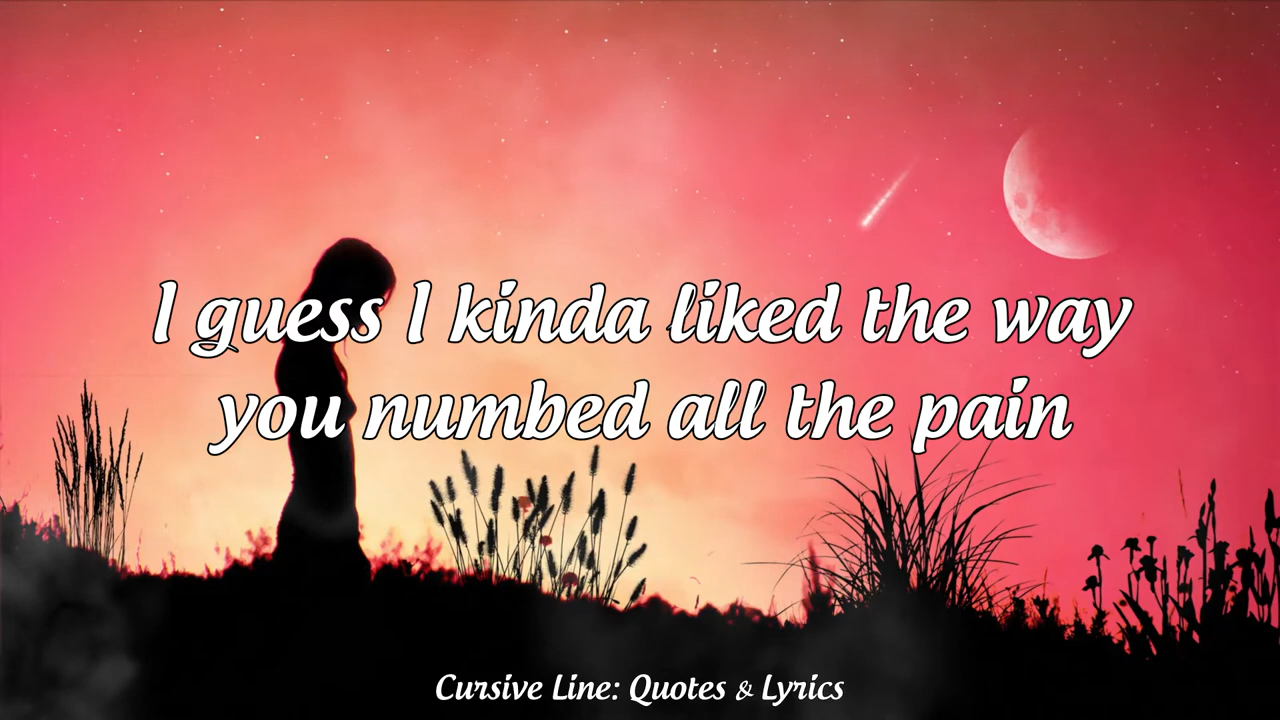 I guess I kinda liked the way
you numbed all the pain
Cursive Line: Quotes & Lyrics